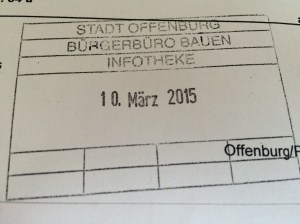 STADT OFFENBURG
BÜRGERBÜRO BAUEN
INFOTHEKE
10. März 2015
Offenburg/